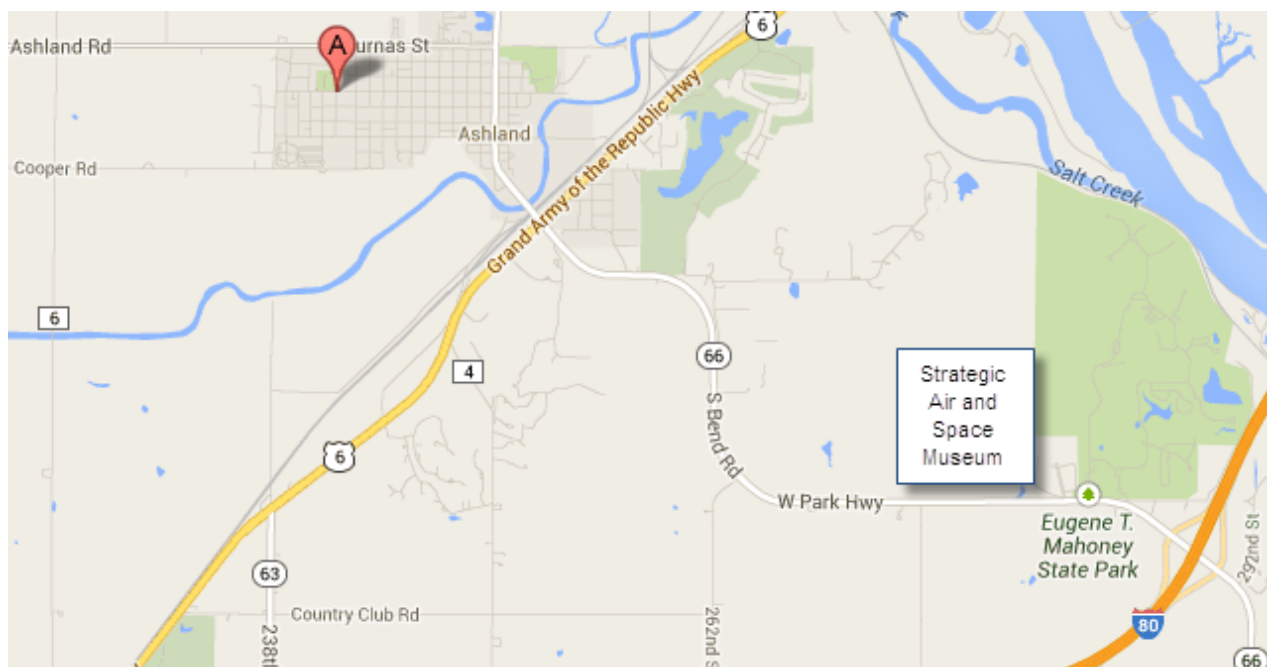 Ashland Rd
A
urnas St
6
Ashland
Cooper Rd
Grand Army of the Republic Hwy
Salt Creek
6
66
4
S Bend Rd
Strategic
Air and
Space
Museum
6
W Park Hwy
Eugene T.
Mahoney
State Park
292nd St
63
Country Club Rd
80
238th
262nd S
66